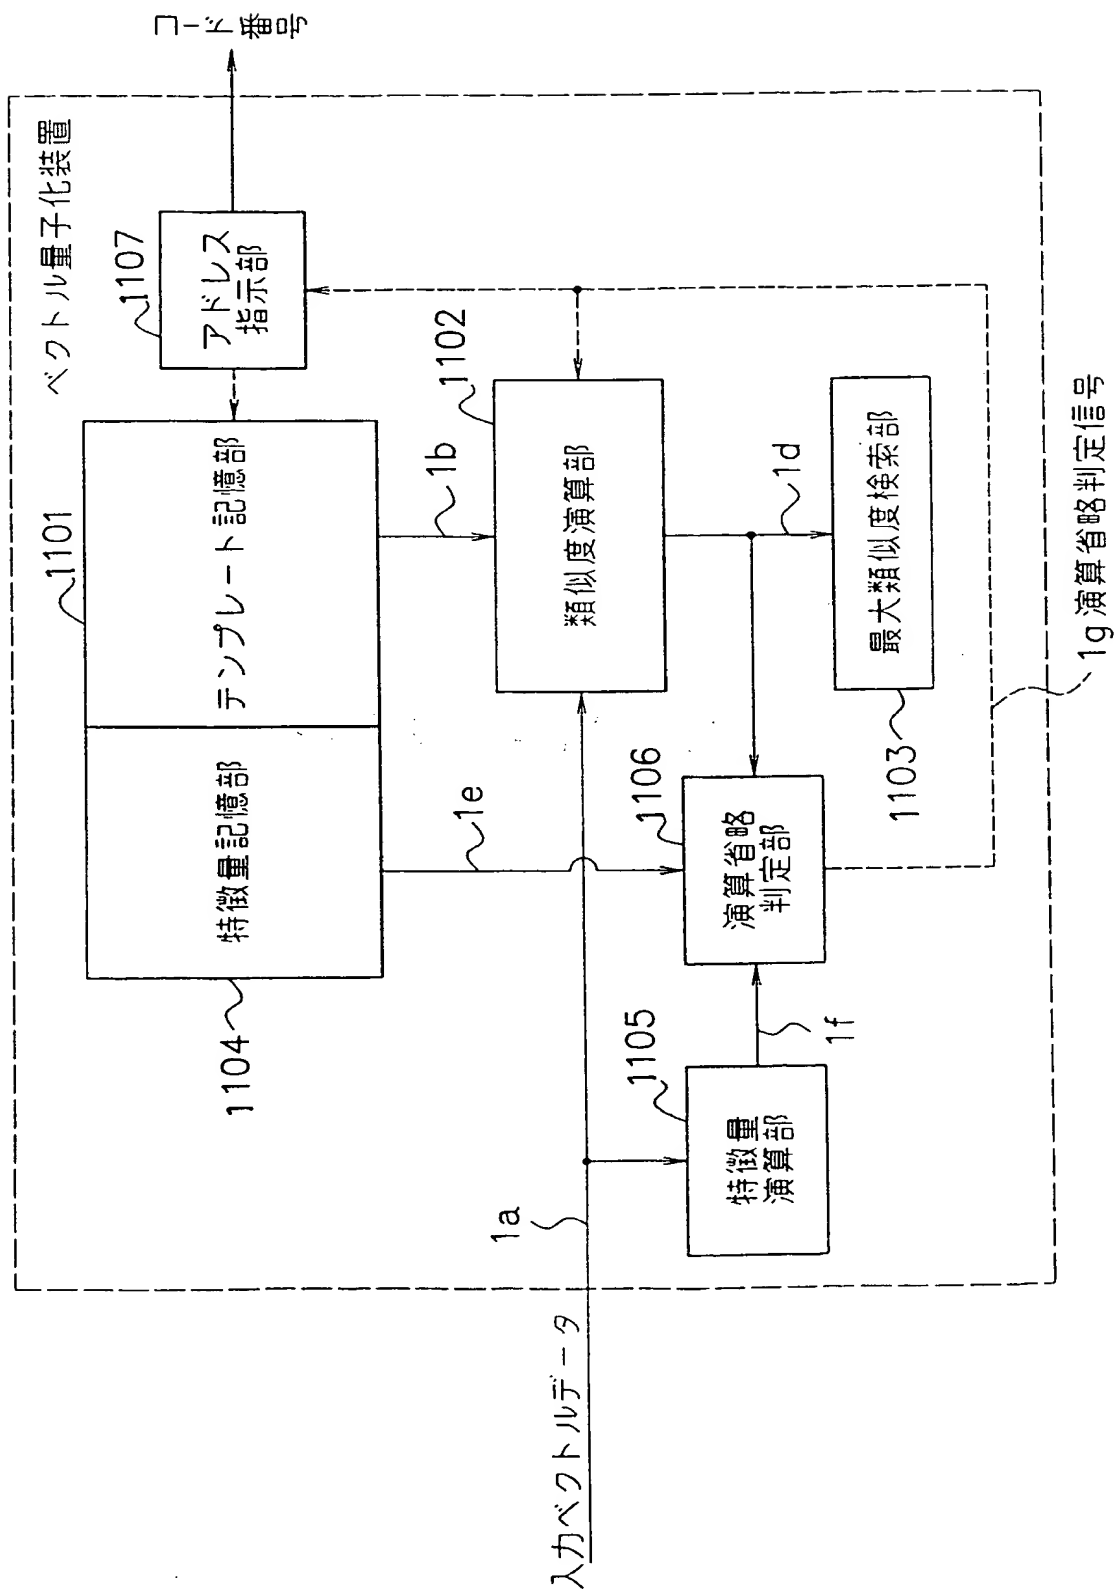 ベクトル量子化装置
コード番号
1107
アドレス
指示部
1101
テンプレート記憶部
特徴量記憶部
1104
1b
1e
1102
類似度演算部
入力ベクトルデータ
1a
1d
1105
特徴量
演算部
1f
1106
演算省略
判定部
最大類似度検索部
1103
1g 演算省略判定信号